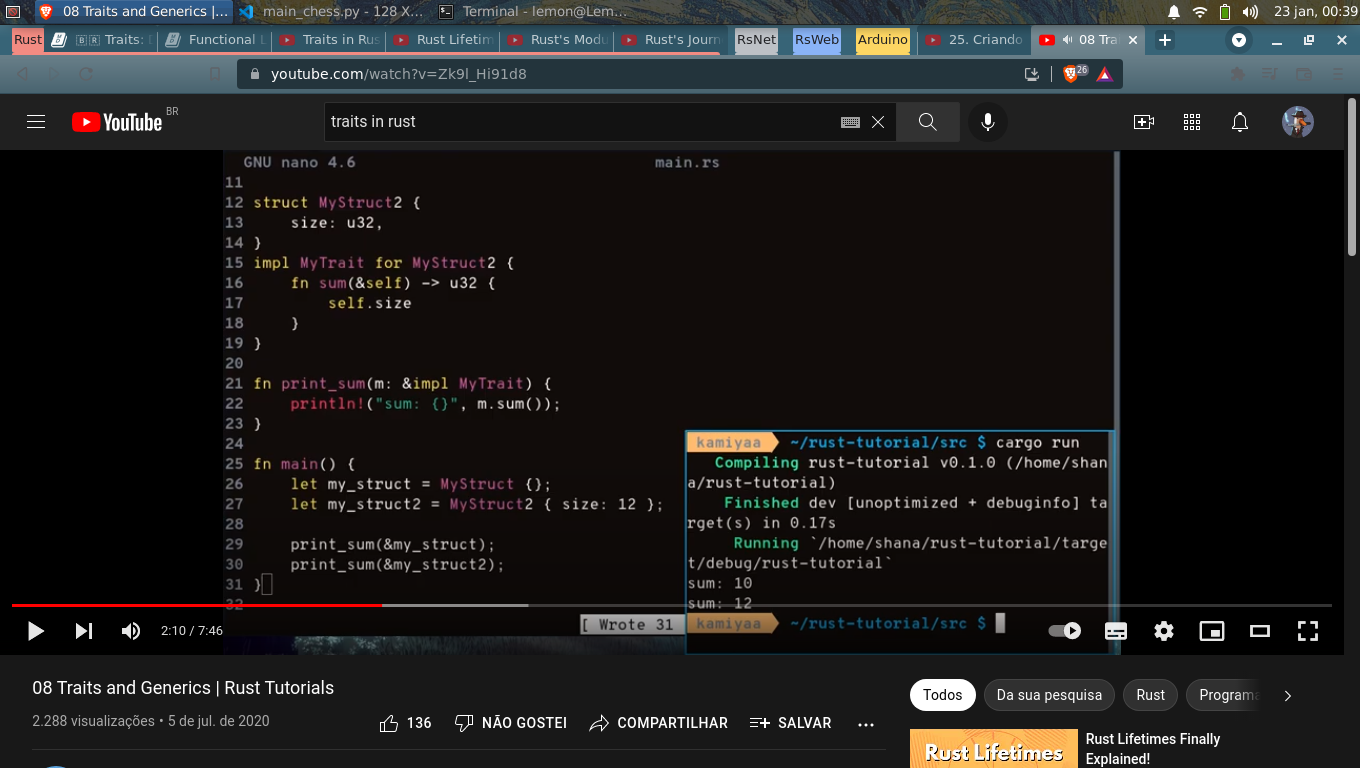 08 Traits and Generics |...
main_chess.py - 128 X...
Terminal - lemon@Lem...
23 jan, 00:39
Rust
🇧🇷 Traits:
Functional
Traits in Rus
Rust Lifetim
Rust's Modu
Rust's Journ
RsNet
RsWeb
Arduino
25. Criando
08 Tra
youtube.com/watch?v=Zk9l_Hi91d8
26
YouTube
BR
traits in rust
GNU nano 4.6
main.rs
11
12 struct MyStruct2 {
13     size: u32,
14 }
15 impl MyTrait for MyStruct2 {
16     fn sum(&self) -> u32 {
17         self.size
18     }
19 }
20
21 fn print_sum(m: &impl MyTrait) {
22     println!("sum: {}", m.sum());
23 }
24
25 fn main() {
26     let my_struct = MyStruct {};
27     let my_struct2 = MyStruct2 { size: 12 };
28
29     print_sum(&my_struct);
30     print_sum(&my_struct2);
31 }
32
[ Wrote 31
kamiyaa ~/rust-tutorial/src $ cargo run
Compiling rust-tutorial v0.1.0 (/home/shan
a/rust-tutorial)
Finished dev [unoptimized + debuginfo] ta
rget(s) in 0.17s
Running `/home/shana/rust-tutorial/targe
t/debug/rust-tutorial`
sum: 10
sum: 12
kamiyaa ~/rust-tutorial/src $
2:10 / 7:46
08 Traits and Generics | Rust Tutorials
2.288 visualizações • 5 de jul. de 2020
136
NÃO GOSTEI
COMPARTILHAR
SALVAR
Todos
Da sua pesquisa
Rust
Programa
Rust Lifetimes
Rust Lifetimes Finally
Explained!